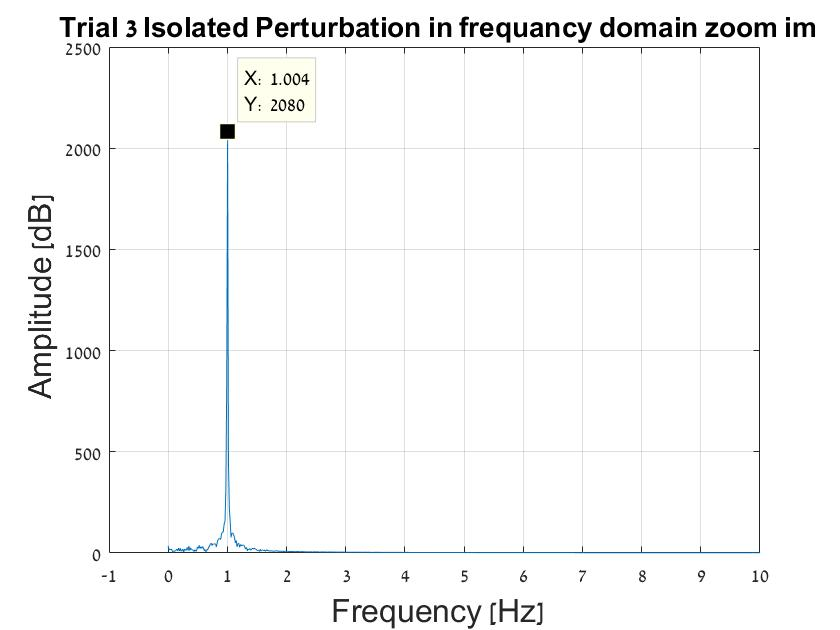 Trial 3 Isolated Perturbation in frequancy domain zoom im
2500
X: 1.004
Y: 2080
2000
1500
1000
500
0
Amplitude [dB]
-1 0 1 2 3 4 5 6 7 8 9 10
Frequency [Hz]